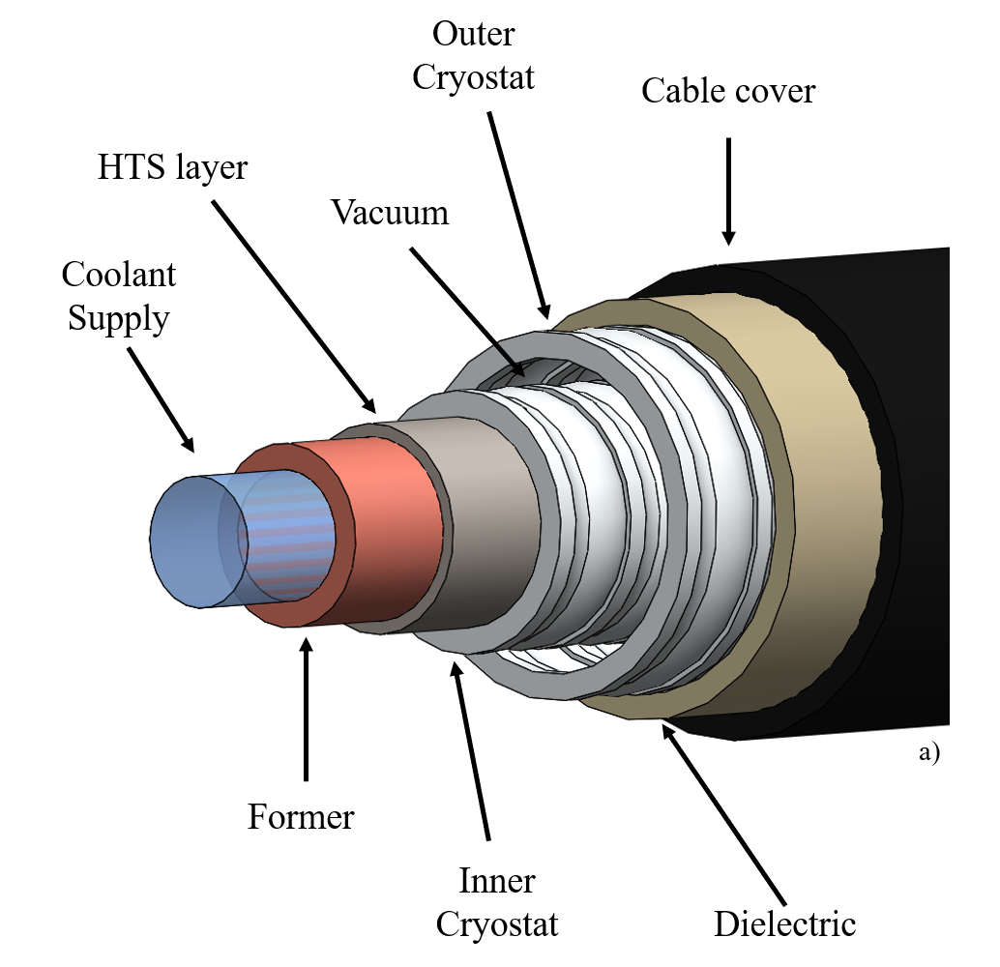 Outer
Cryostat
Cable cover
HTS layer
Vacuum
Coolant
Supply
a)
Former
Inner
Cryostat
Dielectric